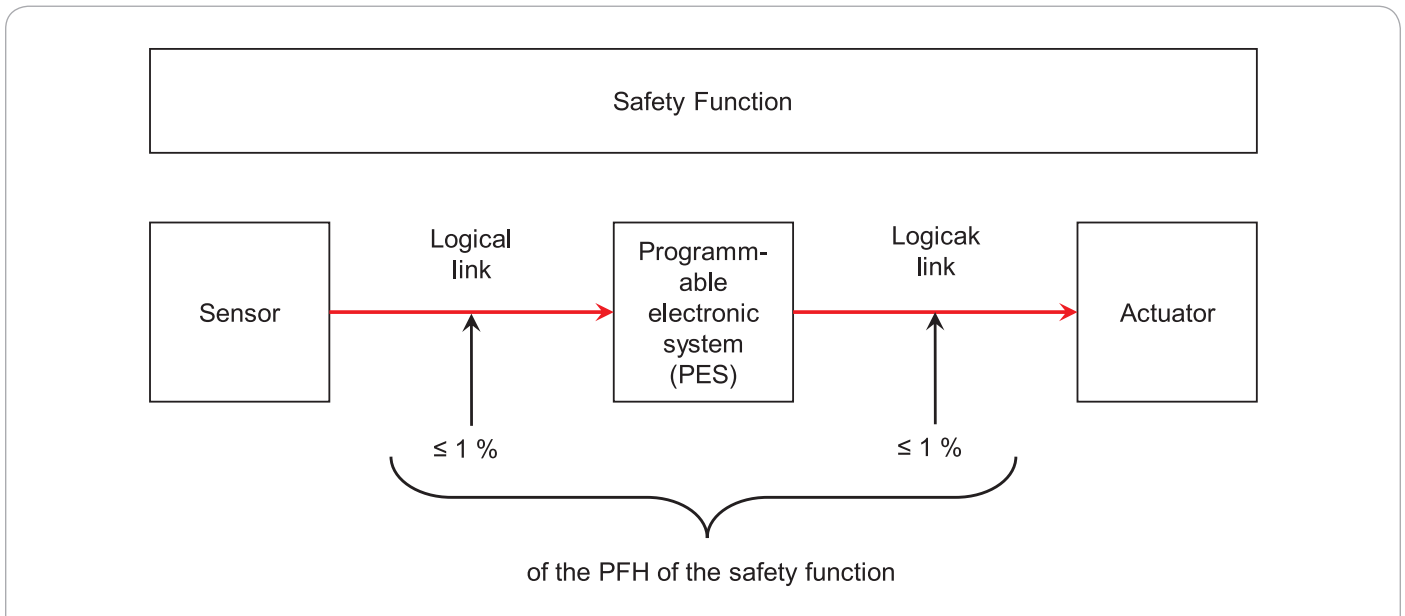 Safety Function
Sensor
Logical
link
Programm-
able
electronic
system
(PES)
Logicak
link
Actuator
≤ 1 %
≤ 1 %
of the PFH of the safety function